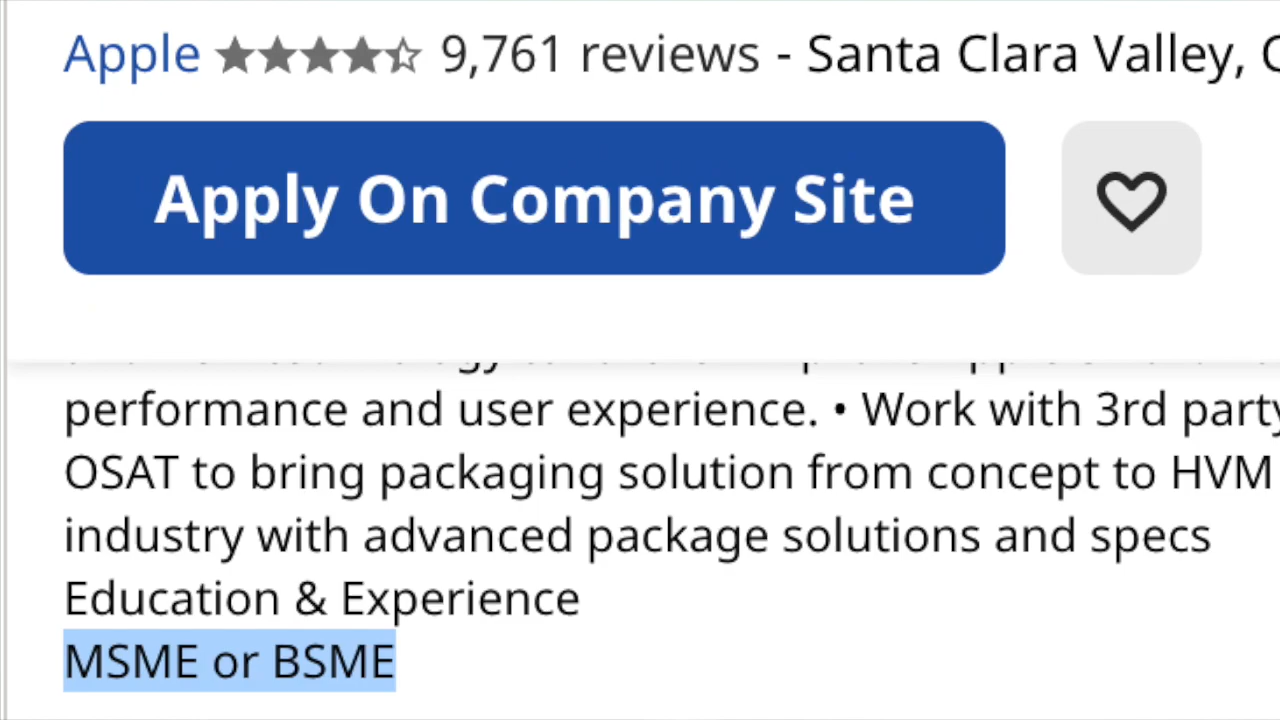 Apple ★★★★☆ 9,761 reviews - Santa Clara Valley,
Apply On Company Site
performance and user experience. • Work with 3rd party
OSAT to bring packaging solution from concept to HVM
industry with advanced package solutions and specs
Education & Experience
MSME or BSME